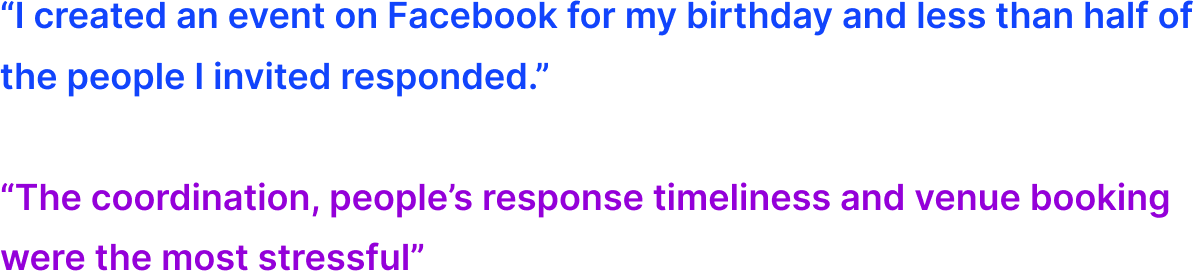 “I created an event on Facebook for my birthday and less than half of
the people I invited responded.”
“The coordination, people’s response timeliness and venue booking
were the most stressful”